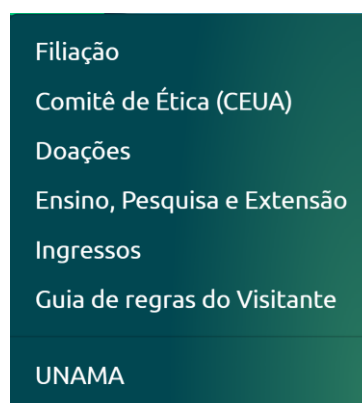 Filiação
Comitê de Ética (CEUA)
Doações
Ensino, Pesquisa e Extensão
Ingressos
Guia de regras do Visitante
UNAMA